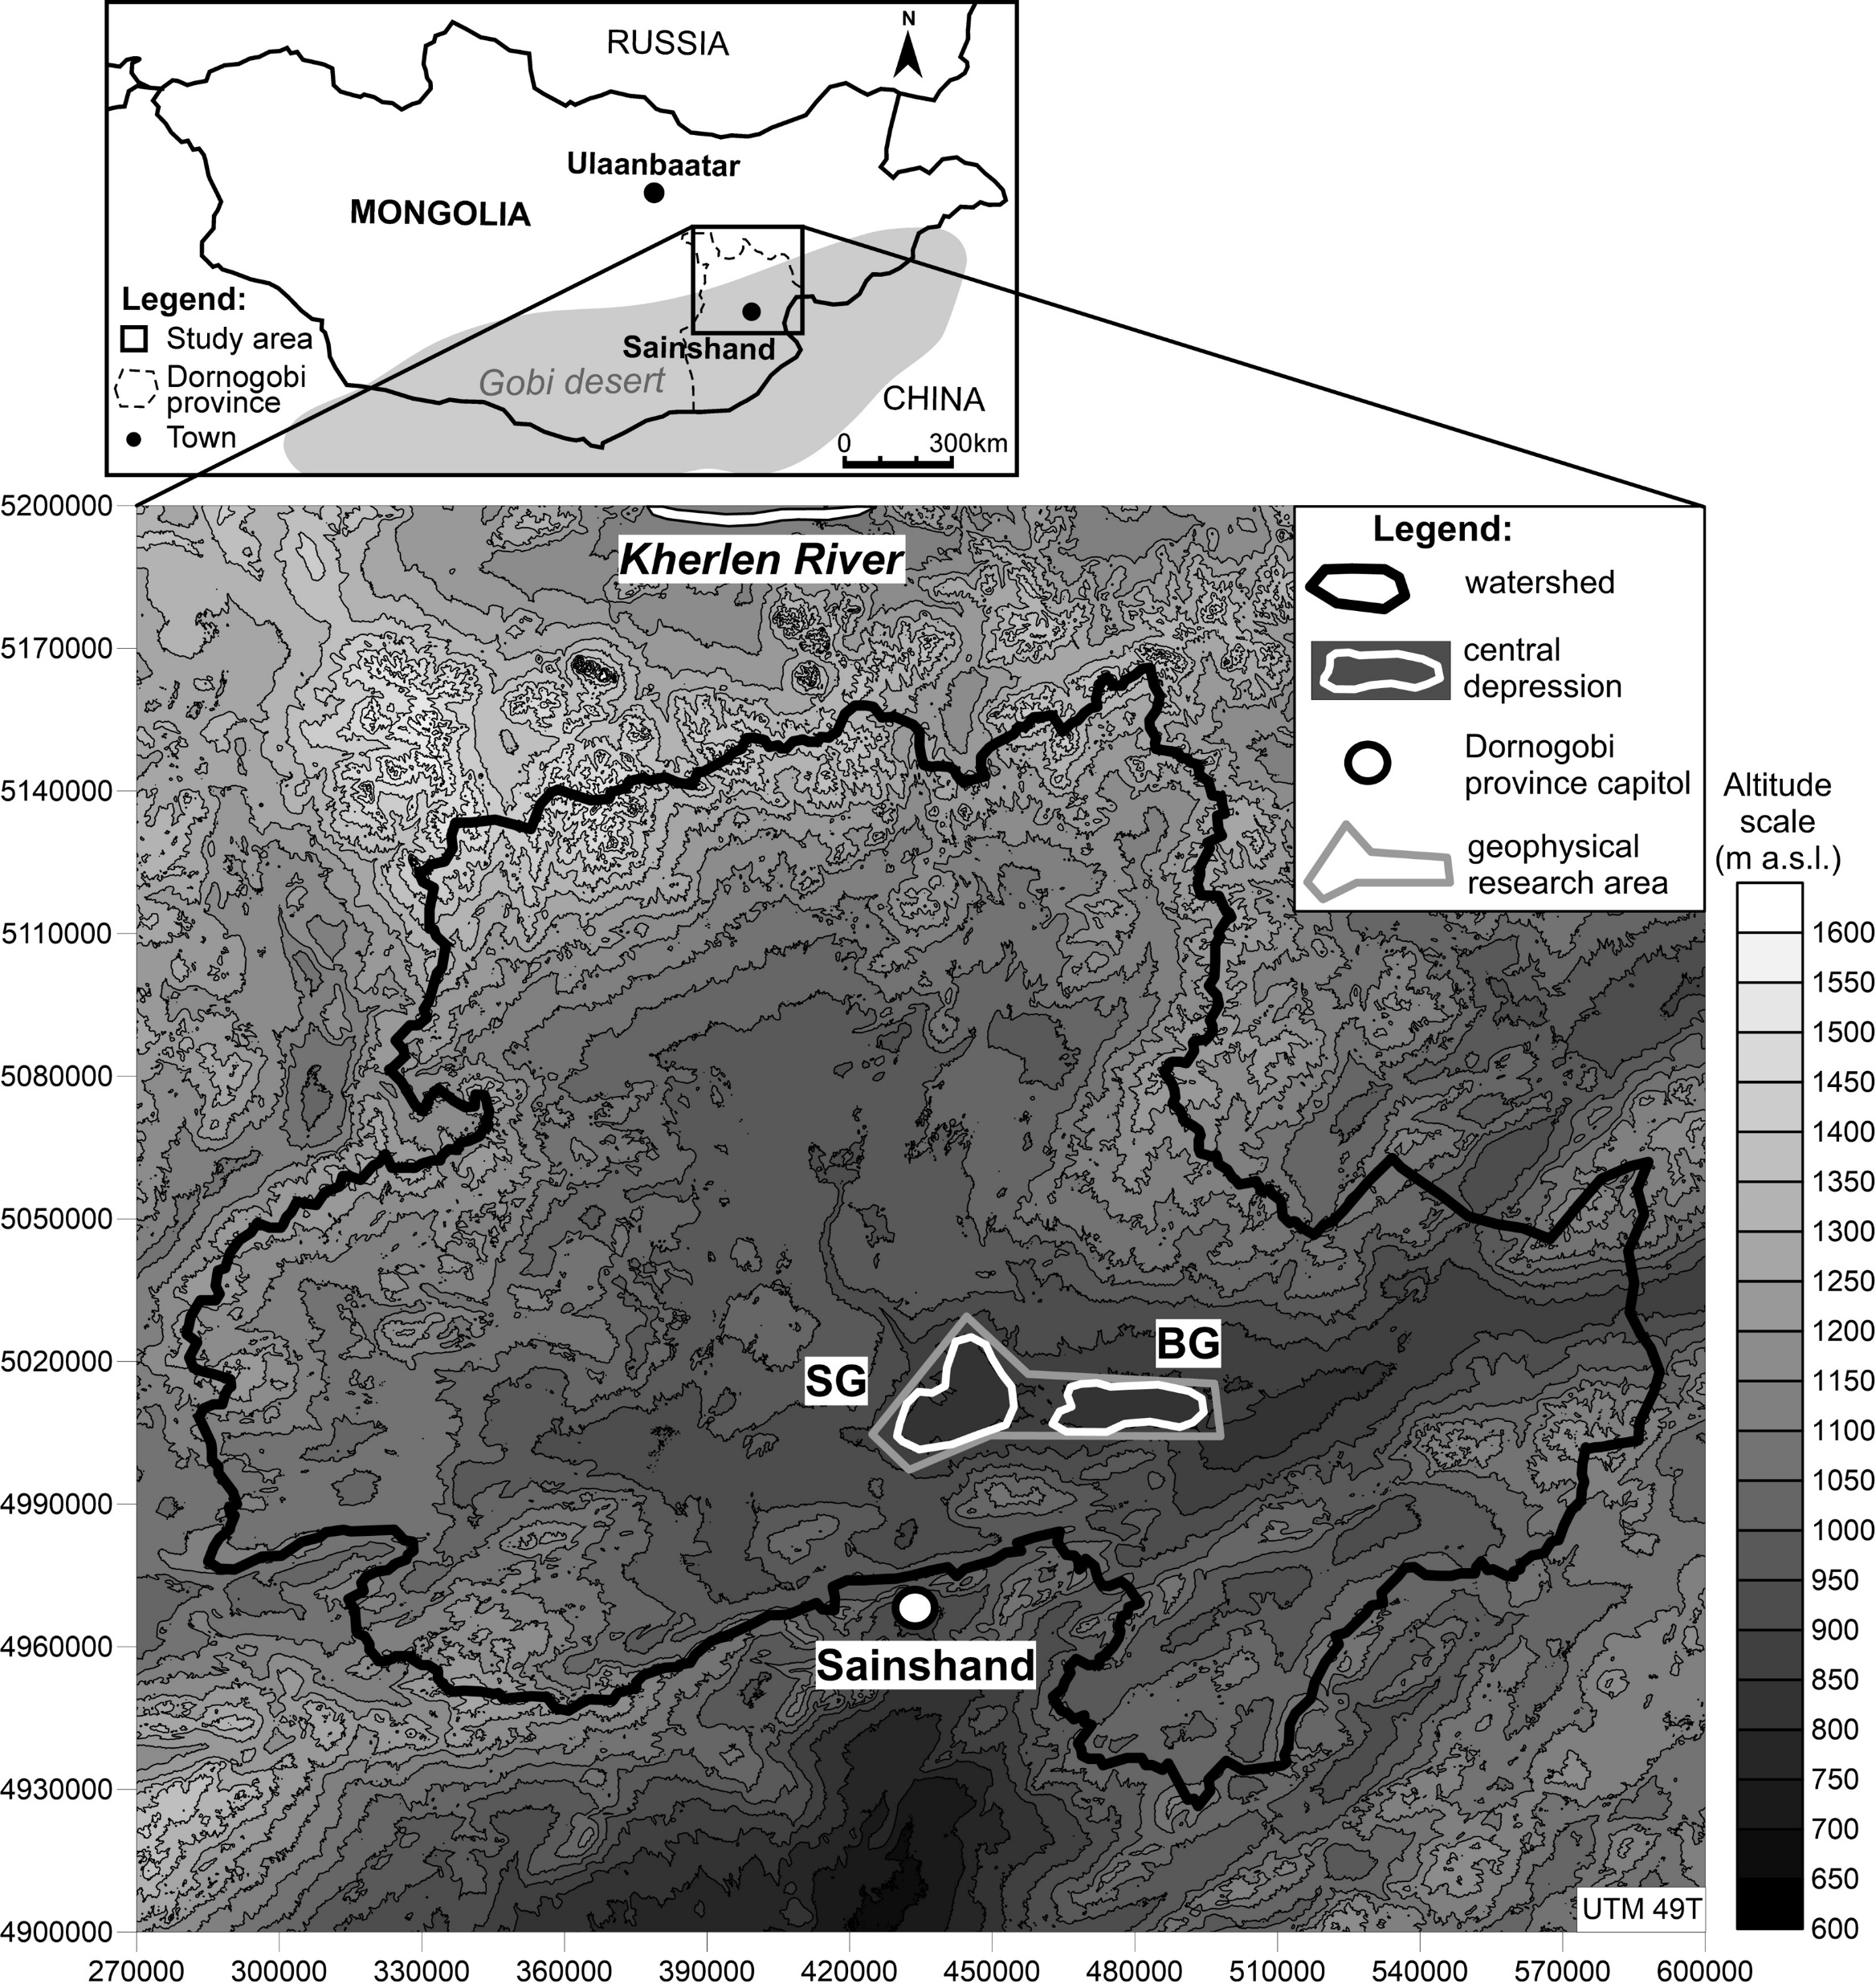 RUSSIA
N
Ulaanbaatar
MONGOLIA
Legend:
Study area
Dornogobi
province
Town
Sainshand
Gobi desert
CHINA
0 300km
5200000
5170000
5140000
5110000
5080000
5050000
5020000
4990000
4960000
4930000
4900000
Kherlen River
Legend:
watershed
central
depression
Dornogobi
province capitol
geophysical
research area
SG
BG
Sainshand
UTM 49T
270000 300000 330000 360000 390000 420000 450000 480000 510000 540000 570000 600000
Altitude
scale
(m a.s.l.)
1600
1550
1500
1450
1400
1350
1300
1250
1200
1150
1100
1050
1000
950
900
850
800
750
700
650
600